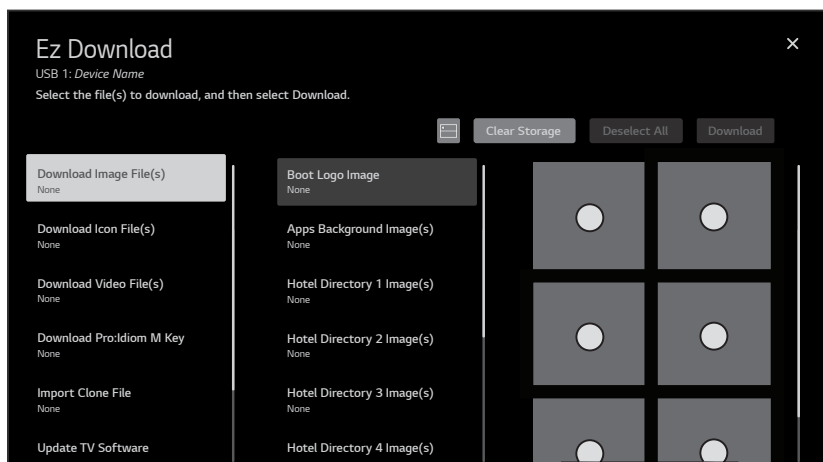 Ez Download
USB 1: Device Name
Select the file(s) to download, and then select Download.
Clear Storage
Deselect All
Download
Download Image File(s)
None
Download Icon File(s)
None
Download Video File(s)
None
Download Pro:Idiom M Key
None
Import Clone File
None
Update TV Software
Boot Logo Image
None
Apps Background Image(s)
None
Hotel Directory 1 Image(s)
None
Hotel Directory 2 Image(s)
None
Hotel Directory 3 Image(s)
None
Hotel Directory 4 Image(s)